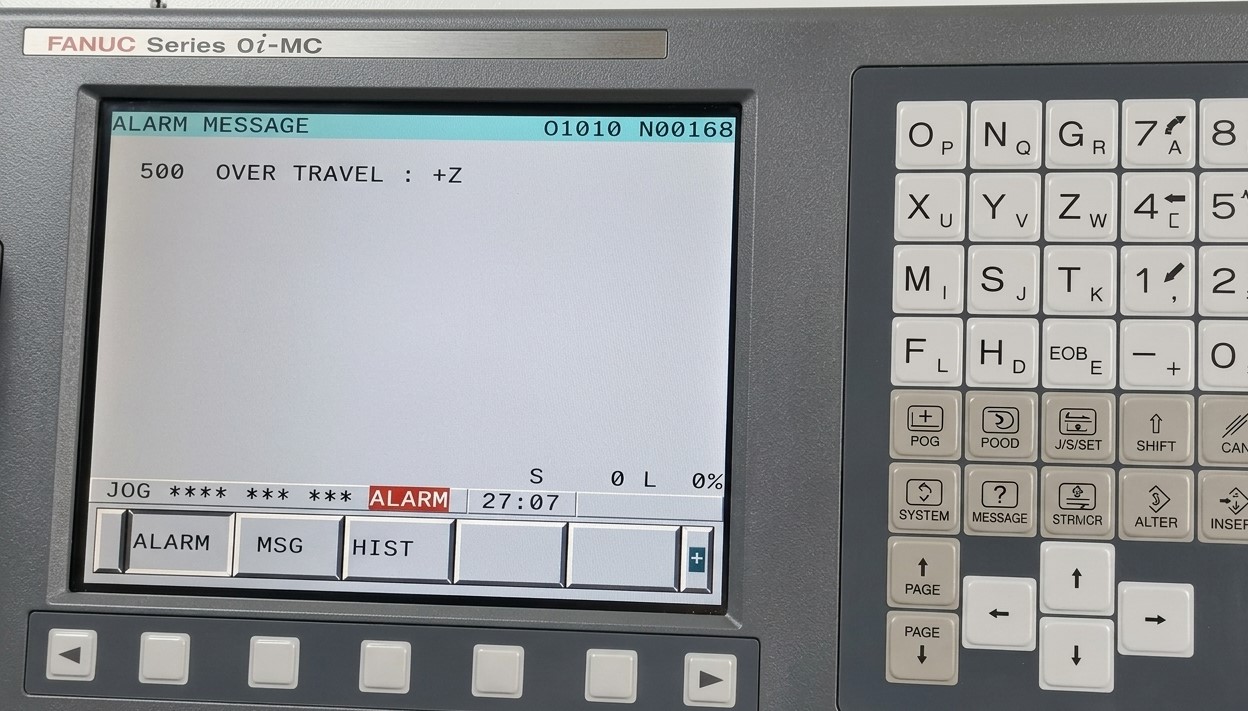 FANUC Series 0i-MC
ALARM MESSAGE O1010 N00168
500 OVER TRAVEL : +Z
S 0 L 0%
JOG **** *** *** ALARM 27:07
ALARM MSG HIST +
O P N Q G R 7 A 8
X U Y V Z W 4 [ 5
M I S J T K 1 , 2
F L H D EOB E - + 0
POG POOD J/S/SET SHIFT CAN
SYSTEM ? MESSAGE STRMCR ALTER INSER
↑ PAGE ↑
← →
PAGE ↓ ↓